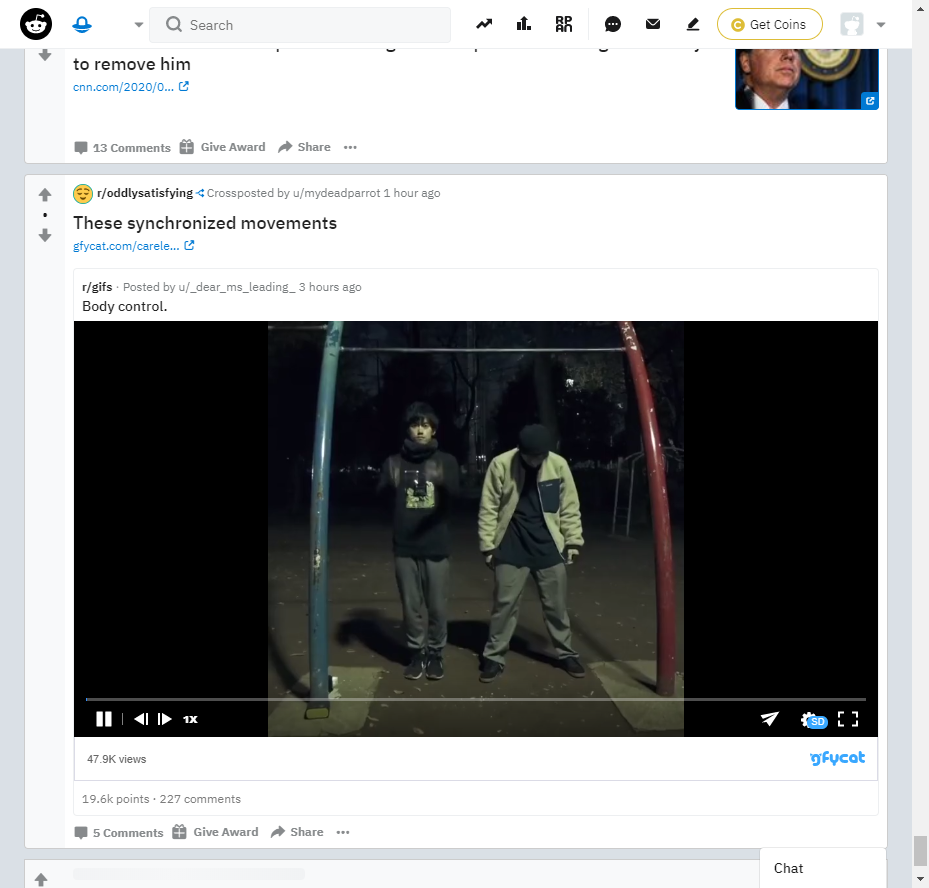 Search
Get Coins
to remove him
cnn.com/2020/0...
13 Comments Give Award Share
r/oddlysatisfying Crossposted by u/mydeadparrot 1 hour ago
•
These synchronized movements
gfycat.com/carele...
r/gifs · Posted by u/_dear_ms_leading_ 3 hours ago
Body control.
1X
SD
47.9K views
gfycat
19.6k points · 227 comments
5 Comments Give Award Share
Chat